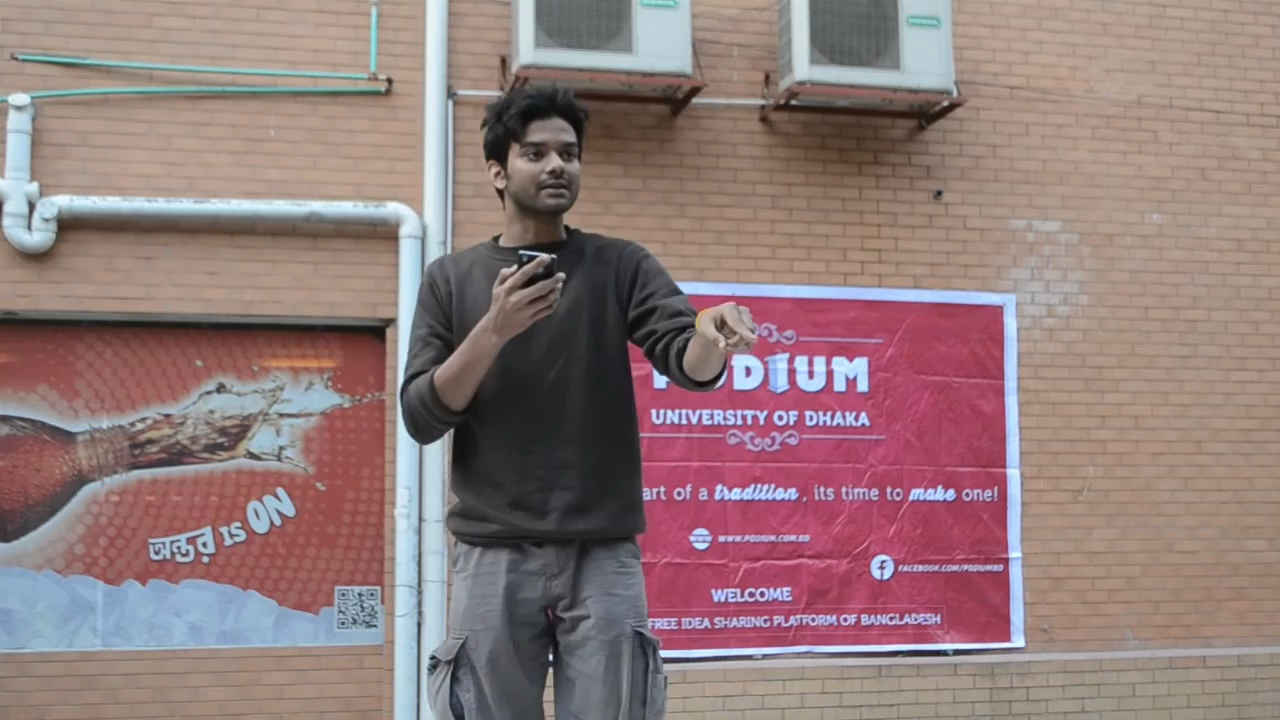 অন্তর IS ON
PODIUM
UNIVERSITY OF DHAKA
art of a tradition, its time to make one!
WWW.PODIUM.COM.BD
FACEBOOK.COM/PODIUMBD
WELCOME
FREE IDEA SHARING PLATFORM OF BANGLADESH